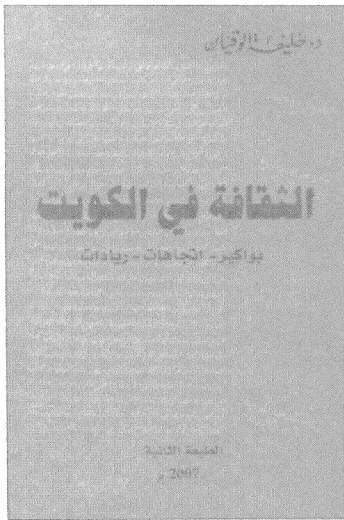 د. خليفة الوقيان
الثقافة في الكويت
بواكير - اتجاهات - ريادات
الطبعة الثانية
2007 م